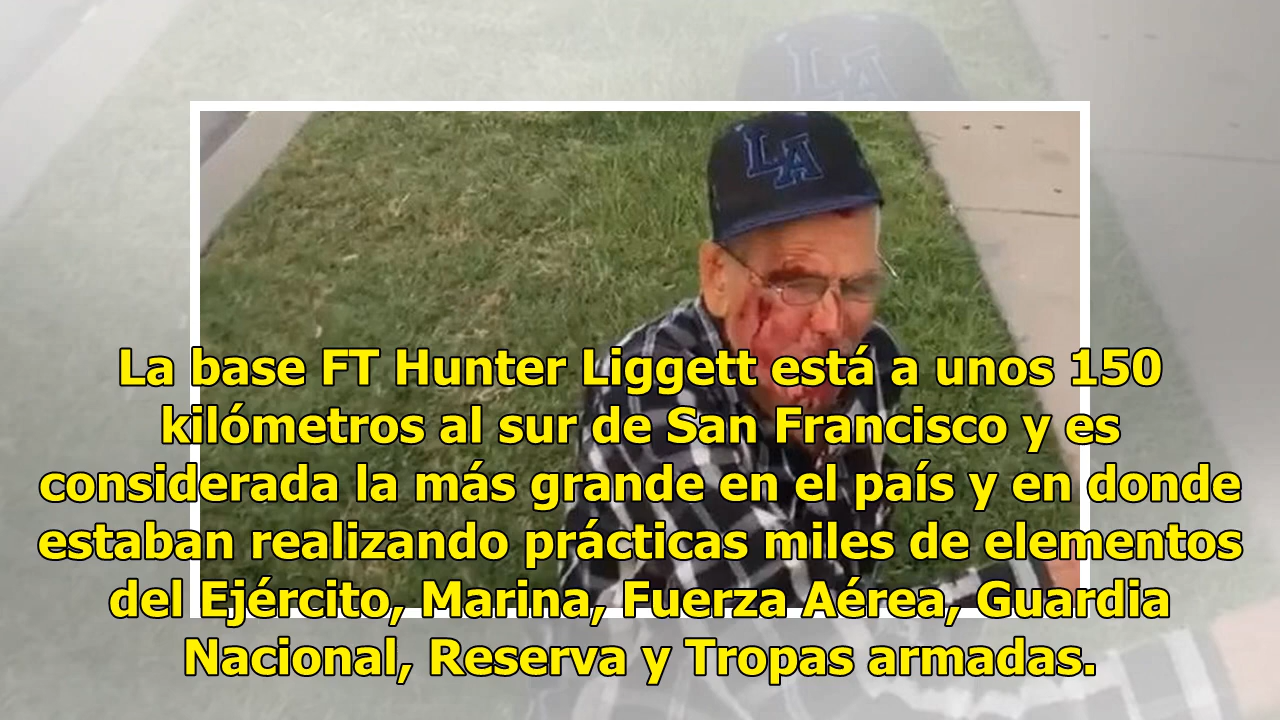 LA
LA
La base FT Hunter Liggett está a unos 150
kilómetros al sur de San Francisco y es
considerada la más grande en el país y en donde
estaban realizando prácticas miles de elementos
del Ejército, Marina, Fuerza Aérea, Guardia
Nacional, Reserva y Tropas armadas.